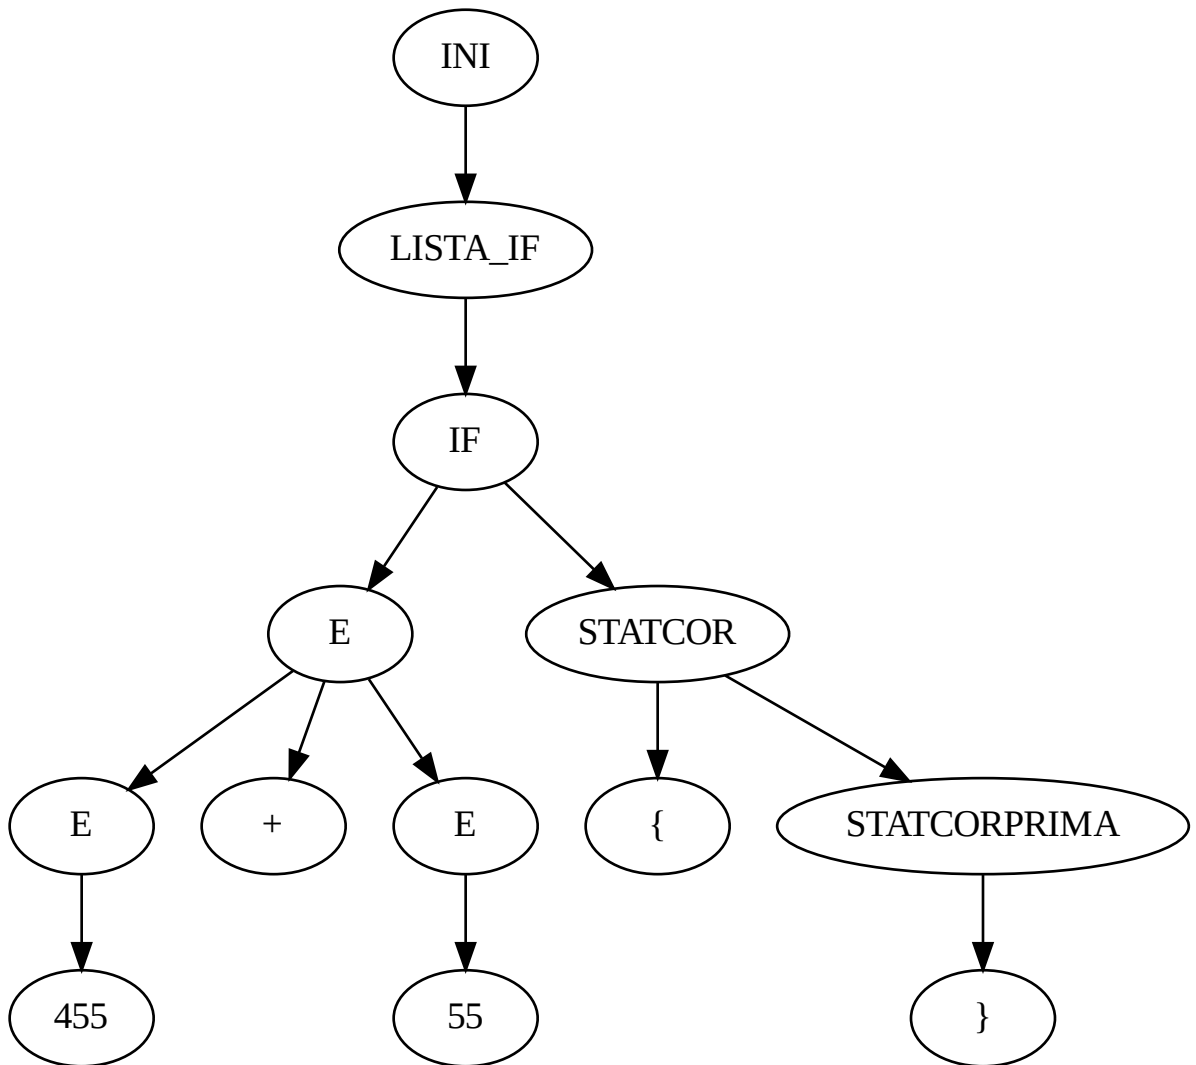 INI
LISTA_IF
IF
E
STATCOR
E
+
E
{
STATCORPRIMA
455
55
}